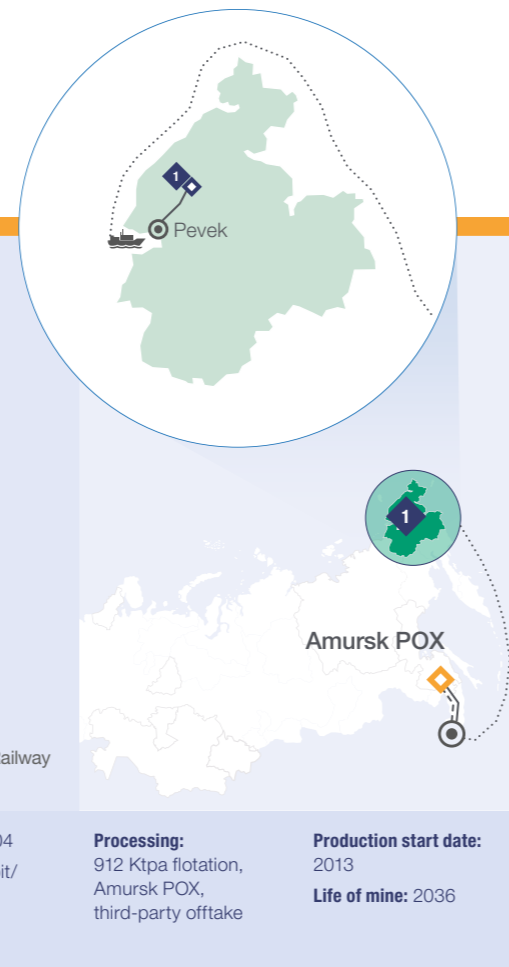 1
Pevek
1
Amursk POX
ailway
04
it/
Processing:
912 Ktpa flotation,
Amursk POX,
third-party offtake
Production start date:
2013
Life of mine: 2036